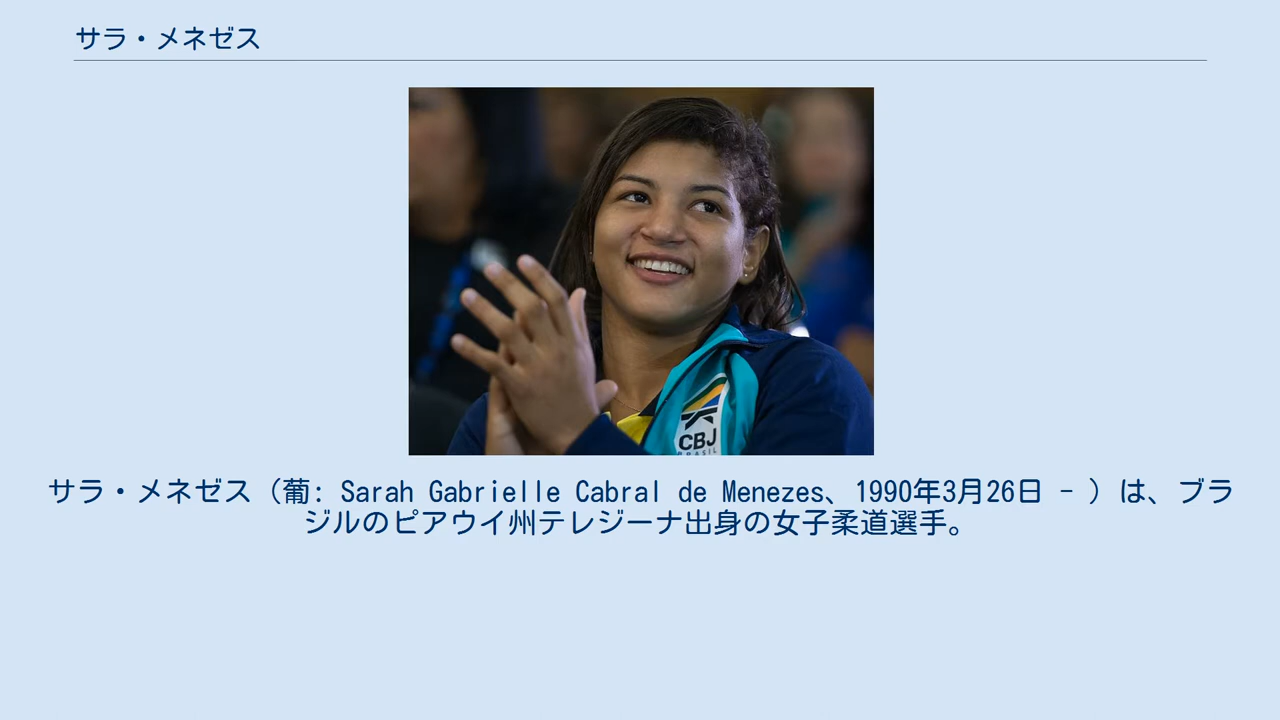 サラ・メネゼス
CBJ
BRASIL
サラ・メネゼス（葡: Sarah Gabrielle Cabral de Menezes、1990年3月26日 - ）は、ブラ
ジルのピアウイ州テレジーナ出身の女子柔道選手。